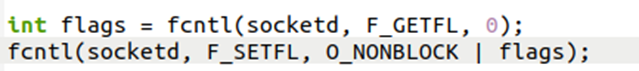 int flags = fcntl(socketd, F_GETFL, 0);
fcntl(socketd, F_SETFL, O_NONBLOCK | flags);